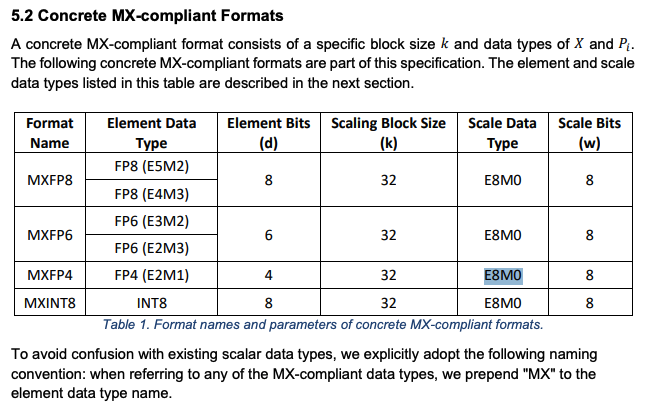 5.2 Concrete MX-compliant Formats
A concrete MX-compliant format consists of a specific block size k and data types of X and Pᵢ.
The following concrete MX-compliant formats are part of this specification. The element and scale
data types listed in this table are described in the next section.
Format Name Element Data Type Element Bits (d) Scaling Block Size (k) Scale Data Type Scale Bits (w)
MXFP8 FP8 (E5M2) 8 32 E8M0 8
FP8 (E4M3)
MXFP6 FP6 (E3M2) 6 32 E8M0 8
FP6 (E2M3)
MXFP4 FP4 (E2M1) 4 32 E8M0 8
MXINT8 INT8 8 32 E8M0 8
Table 1. Format names and parameters of concrete MX-compliant formats.
To avoid confusion with existing scalar data types, we explicitly adopt the following naming
convention: when referring to any of the MX-compliant data types, we prepend "MX" to the
element data type name.